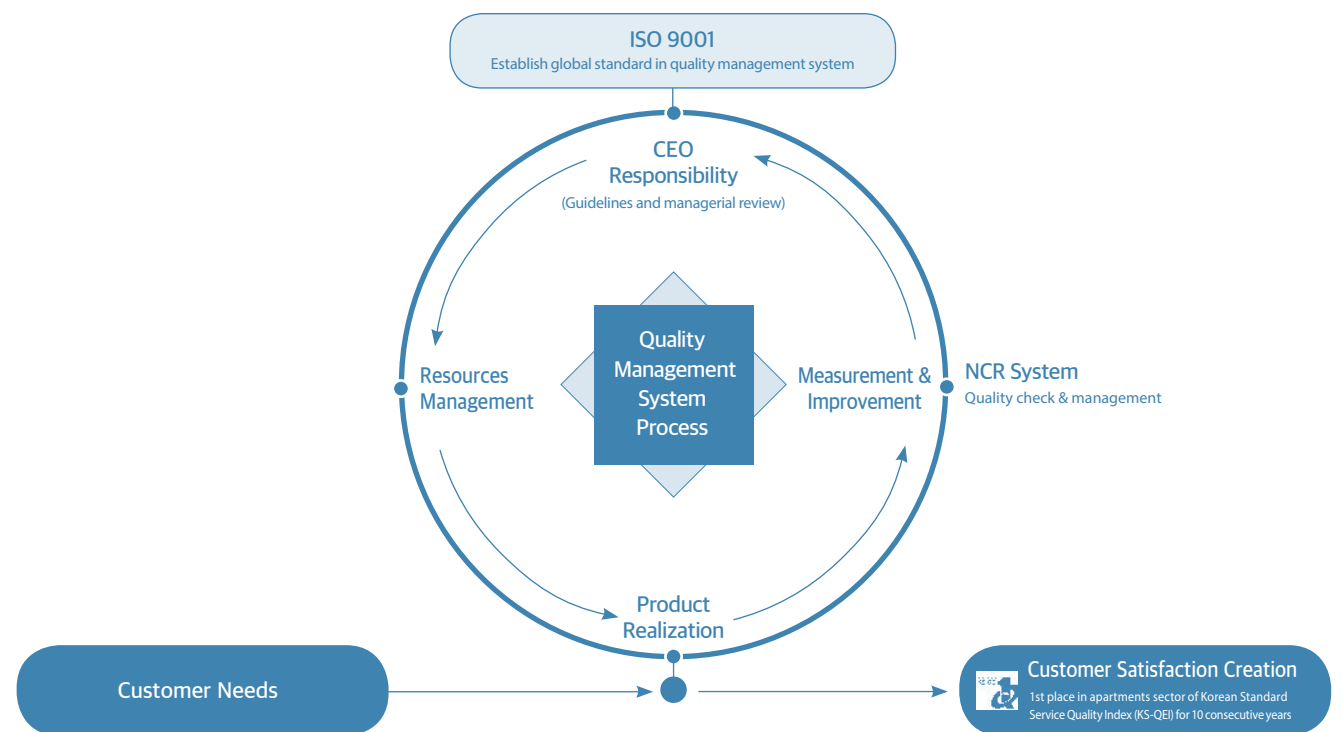 ISO 9001
Establish global standard in quality management system
CEO
Responsibility
(Guidelines and managerial review)
Quality
Management
System
Process
Resources
Management
Measurement &
Improvement
NCR System
Quality check & management
Product
Realization
Customer Needs
Customer Satisfaction Creation
1st place in apartments sector of Korean Standard
Service Quality Index (KS-QEI) for 10 consecutive years